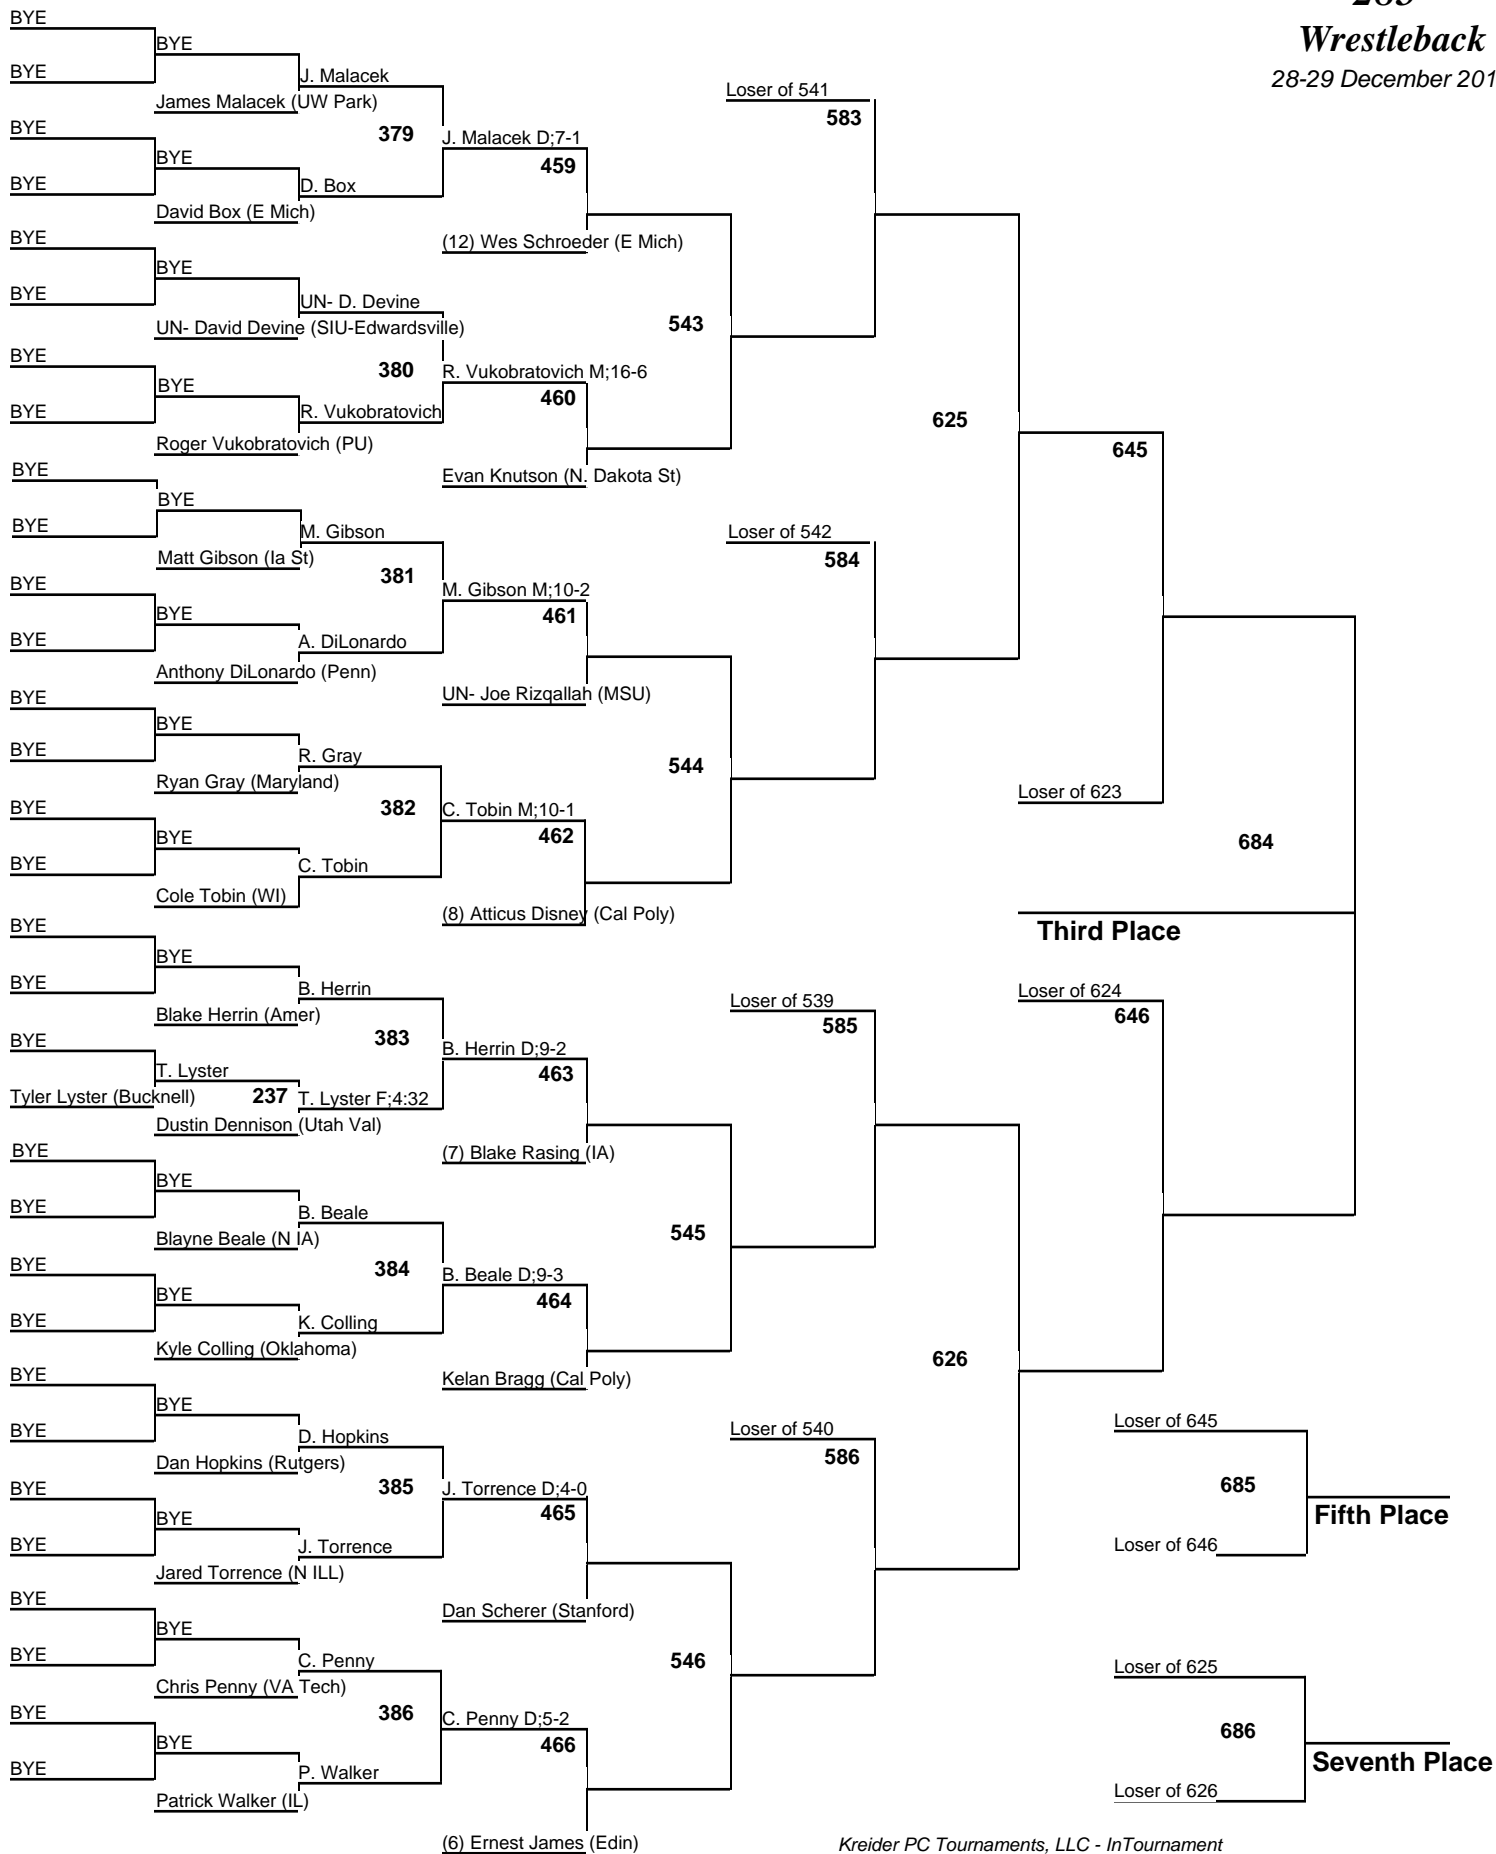 285
Wrestleback
28-29 December 201
BYE
BYE
BYE
J. Malacek
James Malacek (UW Park)
379
BYE
BYE
BYE
D. Box
David Box (E Mich)
J. Malacek D;7-1
459
(12) Wes Schroeder (E Mich)
BYE
BYE
BYE
UN- D. Devine
UN- David Devine (SIU-Edwardsville)
380
BYE
BYE
BYE
R. Vukobratovich
Roger Vukobratovich (PU)
R. Vukobratovich M;16-6
460
Evan Knutson (N. Dakota St)
543
Loser of 541
583
BYE
BYE
BYE
M. Gibson
Matt Gibson (Ia St)
381
BYE
BYE
BYE
A. DiLonardo
Anthony DiLonardo (Penn)
M. Gibson M;10-2
461
UN- Joe Rizqallah (MSU)
BYE
BYE
BYE
R. Gray
Ryan Gray (Maryland)
382
BYE
BYE
BYE
C. Tobin
Cole Tobin (WI)
C. Tobin M;10-1
462
(8) Atticus Disney (Cal Poly)
544
Loser of 542
584
625
645
Loser of 623
684
Third Place
BYE
BYE
BYE
B. Herrin
Blake Herrin (Amer)
383
BYE
T. Lyster
Tyler Lyster (Bucknell)
237
T. Lyster F;4:32
Dustin Dennison (Utah Val)
B. Herrin D;9-2
463
(7) Blake Rasing (IA)
BYE
BYE
BYE
B. Beale
Blayne Beale (N IA)
384
BYE
BYE
BYE
K. Colling
Kyle Colling (Oklahoma)
B. Beale D;9-3
464
Kelan Bragg (Cal Poly)
545
Loser of 539
585
Loser of 624
646
BYE
BYE
BYE
D. Hopkins
Dan Hopkins (Rutgers)
385
BYE
BYE
BYE
J. Torrence
Jared Torrence (N ILL)
J. Torrence D;4-0
465
Dan Scherer (Stanford)
BYE
BYE
BYE
C. Penny
Chris Penny (VA Tech)
386
BYE
BYE
BYE
P. Walker
Patrick Walker (IL)
C. Penny D;5-2
466
(6) Ernest James (Edin)
546
Loser of 540
586
626
Loser of 645
685
Fifth Place
Loser of 646
Loser of 625
686
Seventh Place
Loser of 626
Kreider PC Tournaments, LLC - InTournament